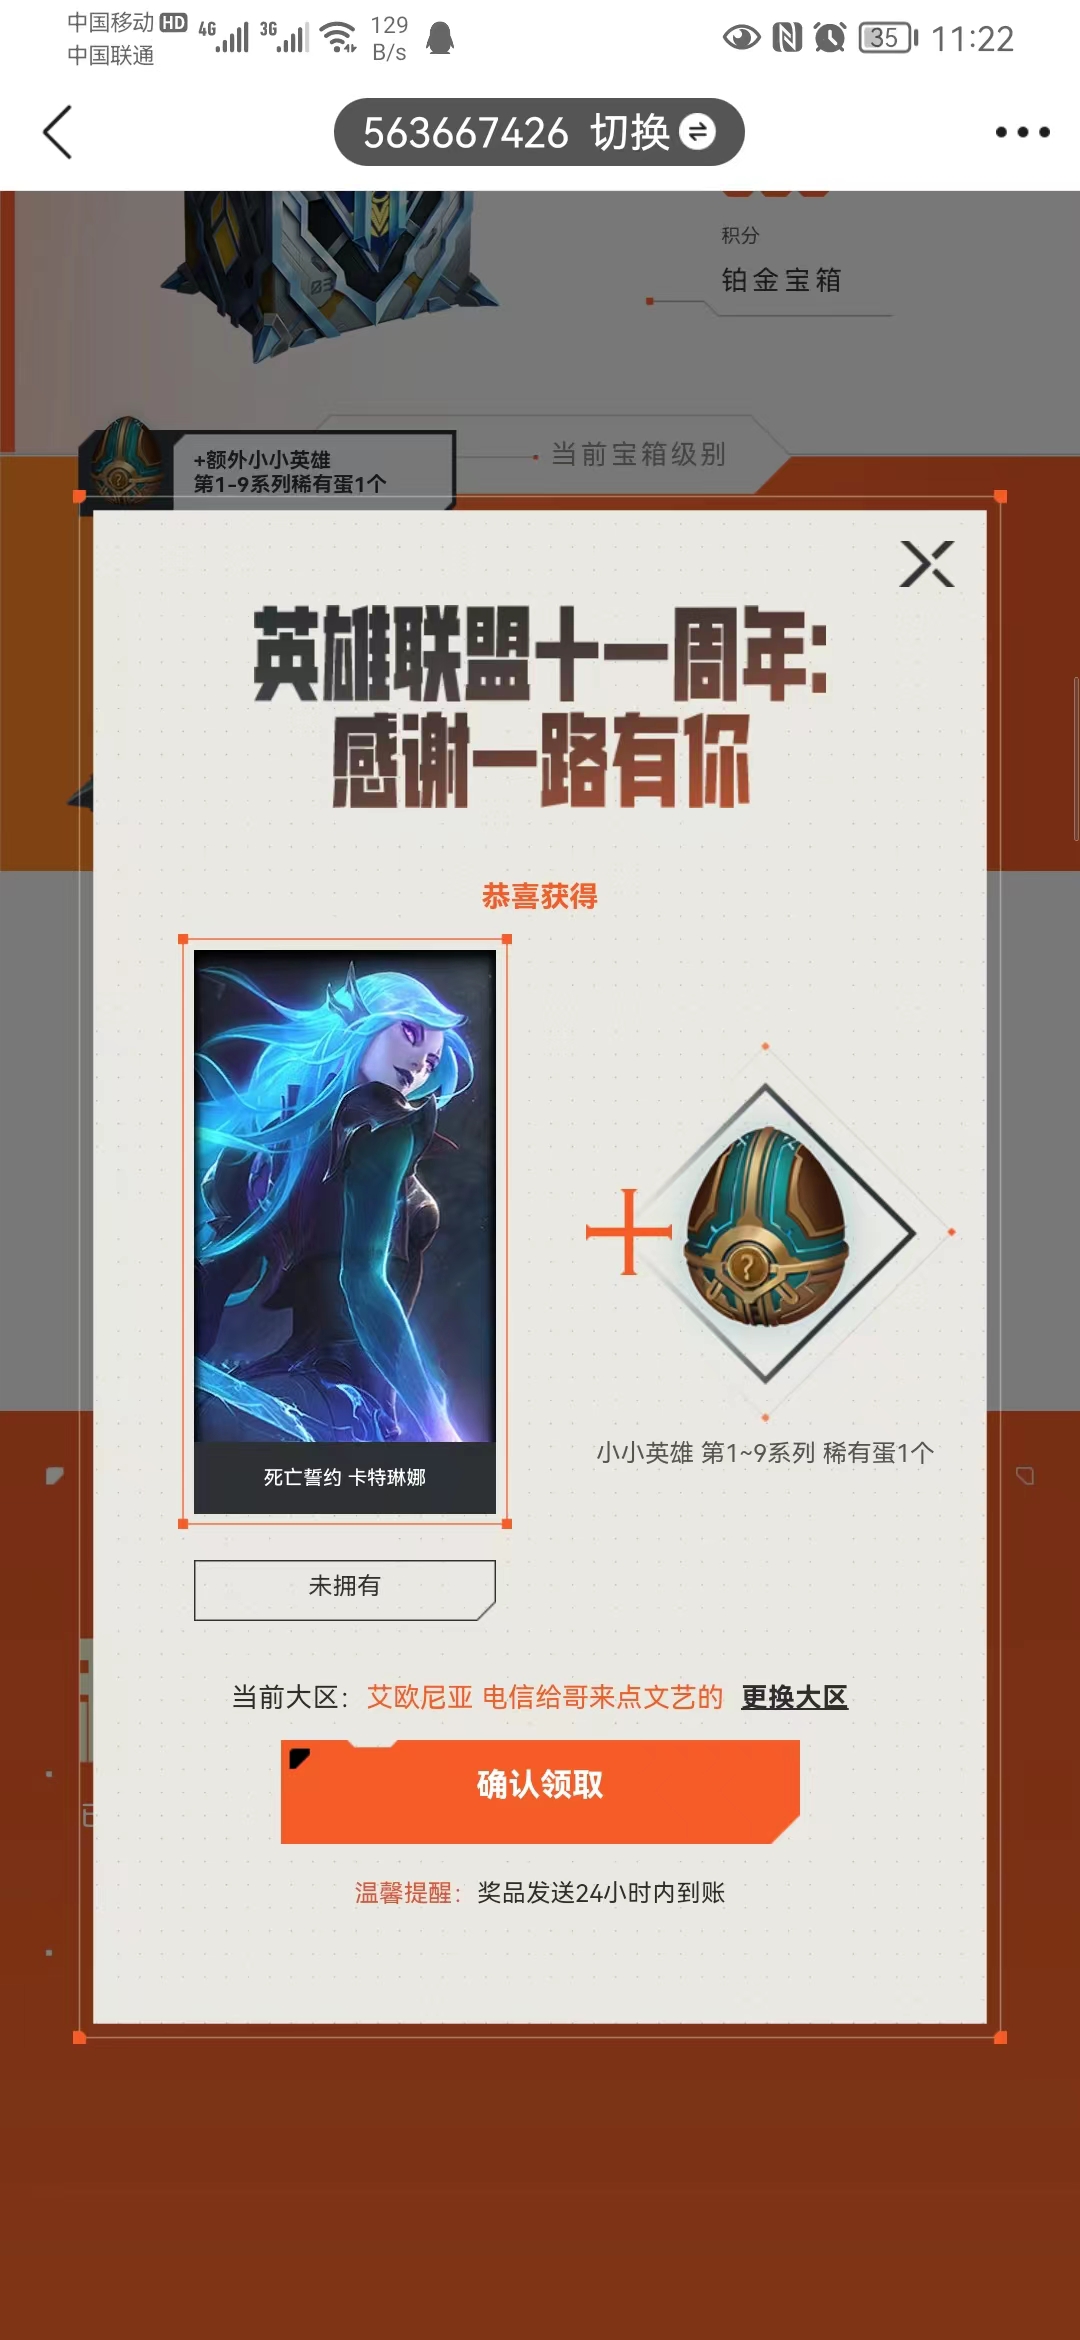 中国移动 HD 4G 3G 129 B/s 35 11:22
中国联通
563667426 切换
03
积分
铂金宝箱
当前宝箱级别
+额外小小英雄
第1-9系列稀有蛋1个
英雄联盟十一周年:
感谢一路有你
恭喜获得
?
小小英雄 第1~9系列 稀有蛋1个
死亡誓约 卡特琳娜
未拥有
当前大区: 艾欧尼亚 电信给哥来点文艺的 更换大区
确认领取
温馨提醒: 奖品发送24小时内到账